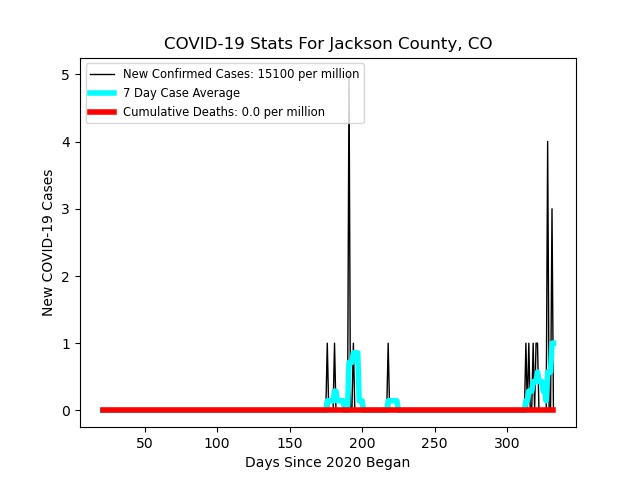 COVID-19 Stats For Jackson County, CO
New Confirmed Cases: 15100 per million
7 Day Case Average
Cumulative Deaths: 0.0 per million
New COVID-19 Cases
5
4
3
2
1
0
50 100 150 200 250 300
Days Since 2020 Began